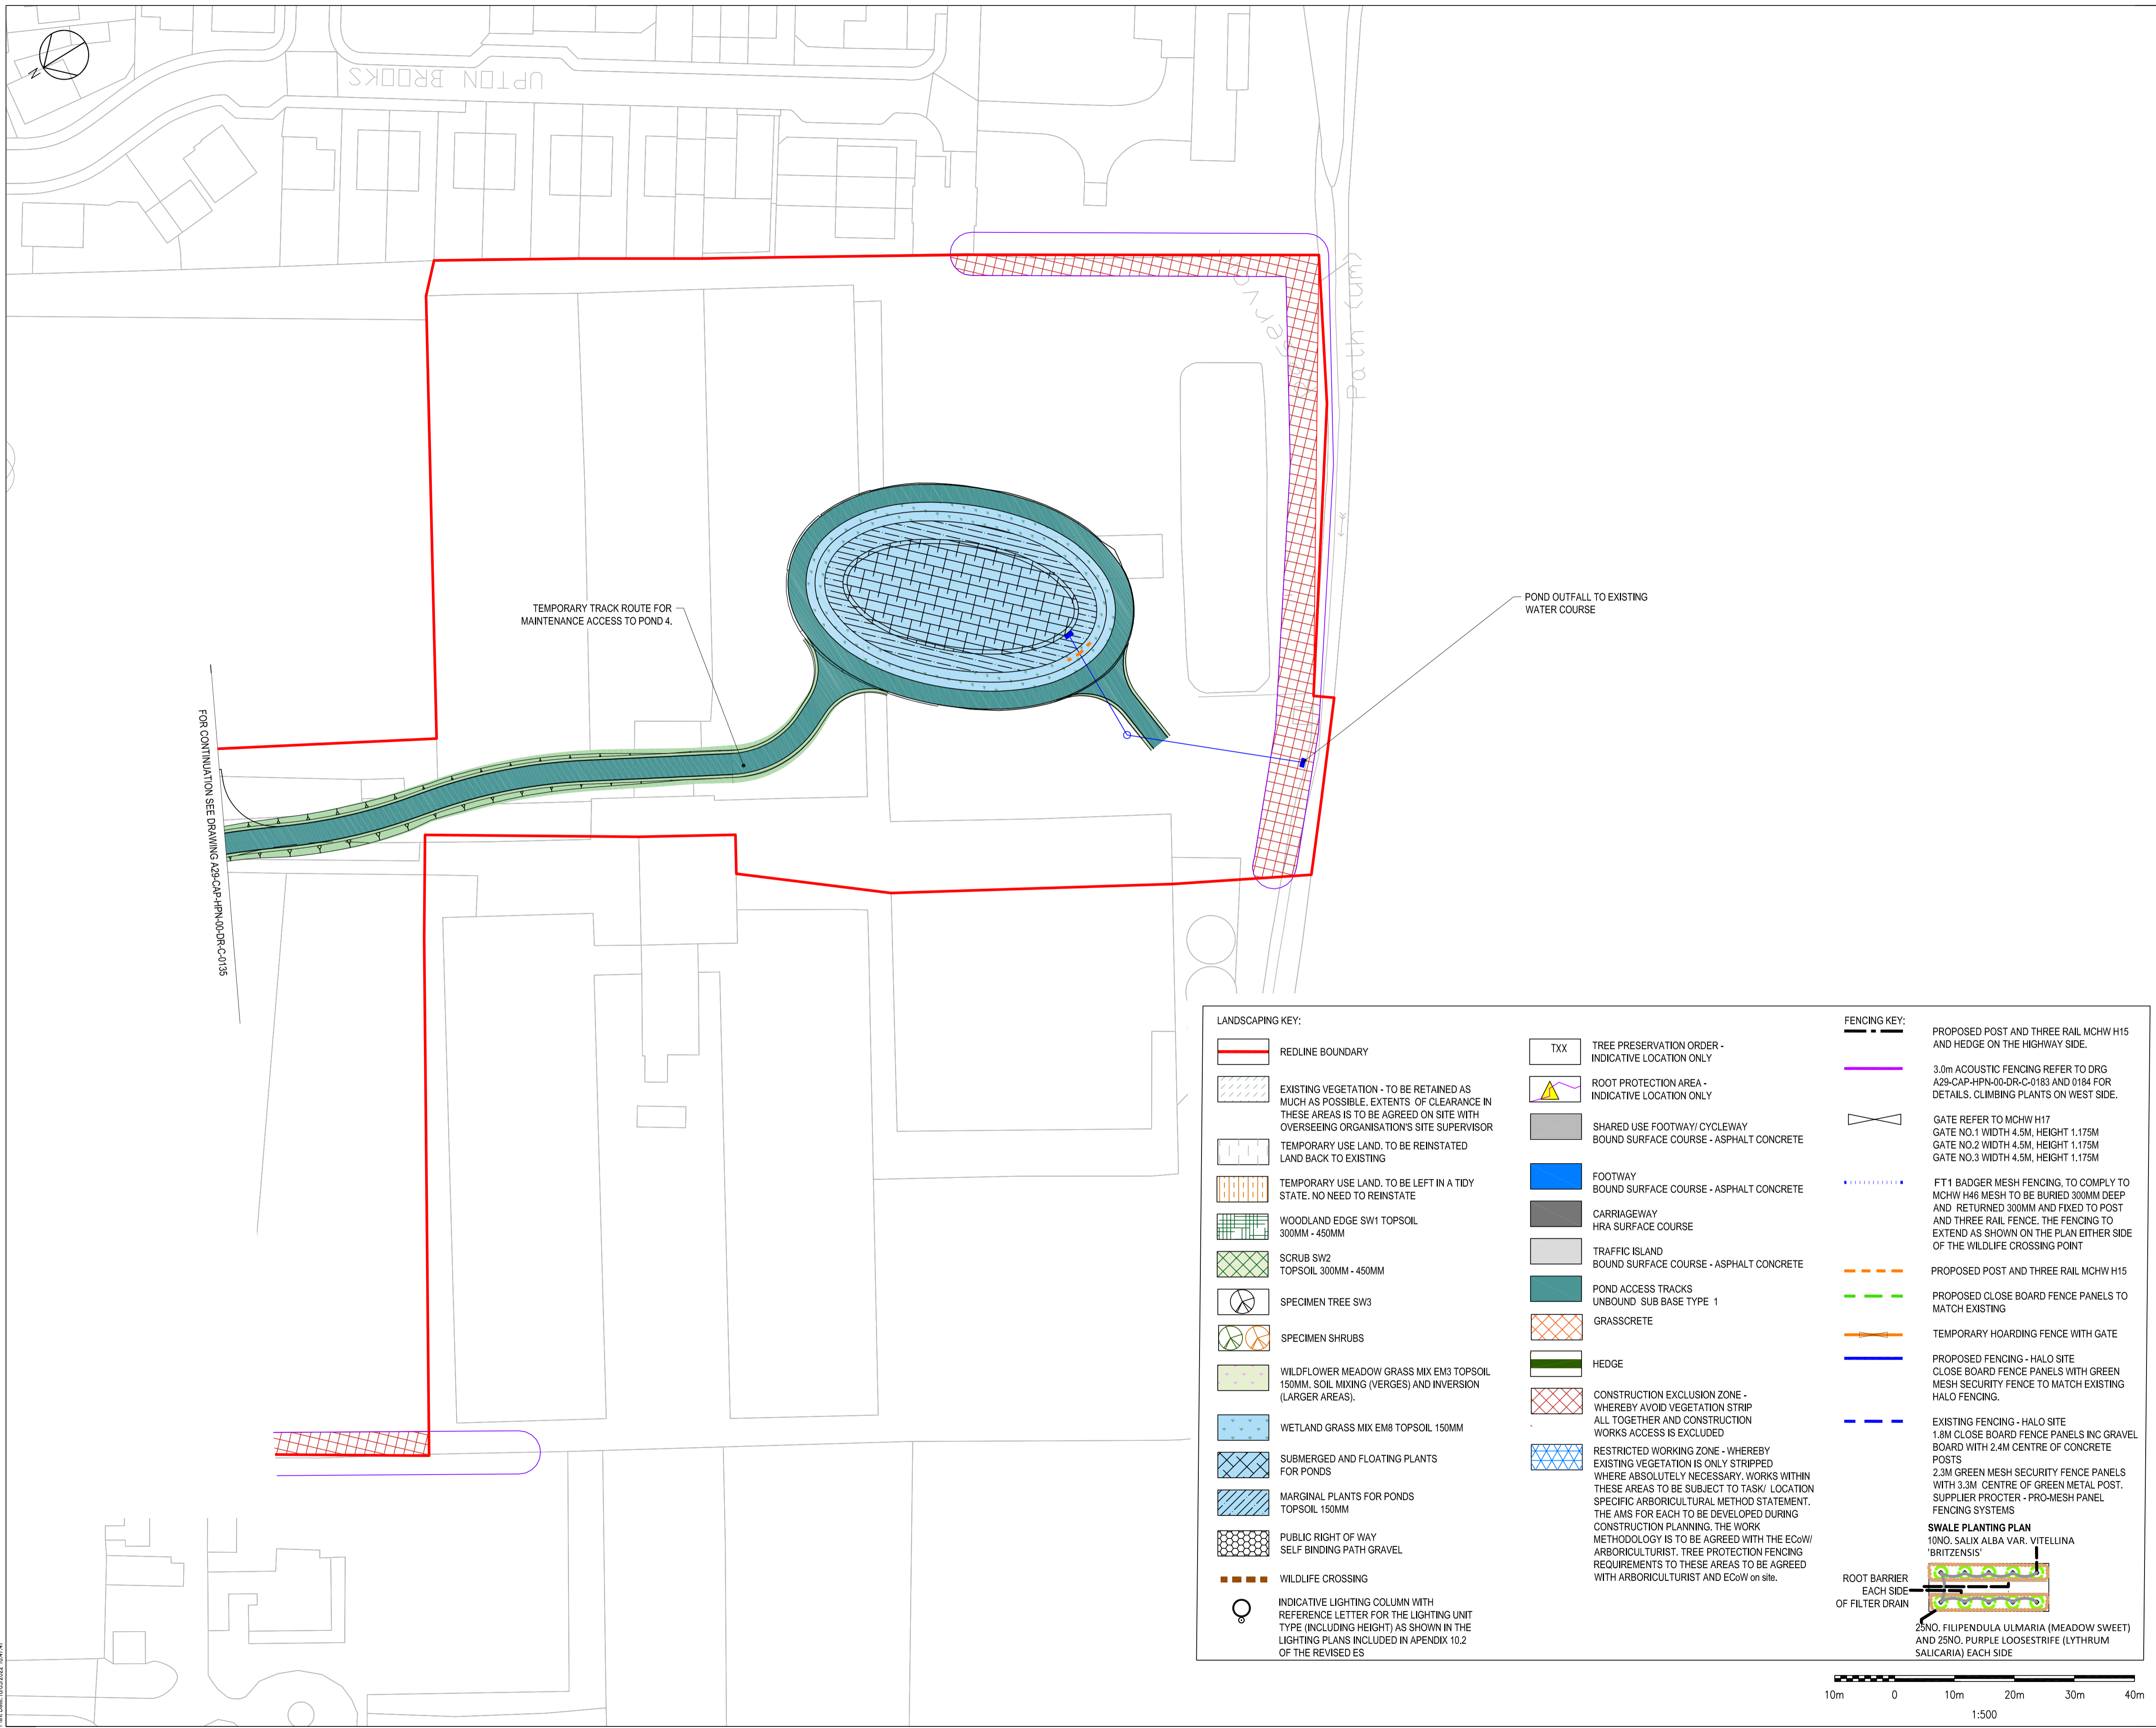 N
UPTON BROOKS
Path (um)
TEMPORARY TRACK ROUTE FOR
MAINTENANCE ACCESS TO POND 4.
POND OUTFALL TO EXISTING
WATER COURSE
FOR CONTINUATION SEE DRAWING A29-CAP-HPN-00-DR-C-0135
LANDSCAPING KEY:
REDLINE BOUNDARY
EXISTING VEGETATION - TO BE RETAINED AS
MUCH AS POSSIBLE. EXTENTS OF CLEARANCE IN
THESE AREAS IS TO BE AGREED ON SITE WITH
OVERSEEING ORGANISATION'S SITE SUPERVISOR
TEMPORARY USE LAND. TO BE REINSTATED
LAND BACK TO EXISTING
TEMPORARY USE LAND. TO BE LEFT IN A TIDY
STATE. NO NEED TO REINSTATE
WOODLAND EDGE SW1 TOPSOIL
300MM - 450MM
SCRUB SW2
TOPSOIL 300MM - 450MM
SPECIMEN TREE SW3
SPECIMEN SHRUBS
WILDFLOWER MEADOW GRASS MIX EM3 TOPSOIL
150MM. SOIL MIXING (VERGES) AND INVERSION
(LARGER AREAS).
WETLAND GRASS MIX EM8 TOPSOIL 150MM
SUBMERGED AND FLOATING PLANTS
FOR PONDS
MARGINAL PLANTS FOR PONDS
TOPSOIL 150MM
PUBLIC RIGHT OF WAY
SELF BINDING PATH GRAVEL
WILDLIFE CROSSING
INDICATIVE LIGHTING COLUMN WITH
REFERENCE LETTER FOR THE LIGHTING UNIT
TYPE (INCLUDING HEIGHT) AS SHOWN IN THE
LIGHTING PLANS INCLUDED IN APENDIX 10.2
OF THE REVISED ES
TXX
TREE PRESERVATION ORDER -
INDICATIVE LOCATION ONLY
ROOT PROTECTION AREA -
INDICATIVE LOCATION ONLY
SHARED USE FOOTWAY/ CYCLEWAY
BOUND SURFACE COURSE - ASPHALT CONCRETE
FOOTWAY
BOUND SURFACE COURSE - ASPHALT CONCRETE
CARRIAGEWAY
HRA SURFACE COURSE
TRAFFIC ISLAND
BOUND SURFACE COURSE - ASPHALT CONCRETE
POND ACCESS TRACKS
UNBOUND SUB BASE TYPE 1
GRASSCRETE
HEDGE
CONSTRUCTION EXCLUSION ZONE -
WHEREBY AVOID VEGETATION STRIP
ALL TOGETHER AND CONSTRUCTION
WORKS ACCESS IS EXCLUDED
RESTRICTED WORKING ZONE - WHEREBY
EXISTING VEGETATION IS ONLY STRIPPED
WHERE ABSOLUTELY NECESSARY. WORKS WITHIN
THESE AREAS TO BE SUBJECT TO TASK/ LOCATION
SPECIFIC ARBORICULTURAL METHOD STATEMENT.
THE AMS FOR EACH TO BE DEVELOPED DURING
CONSTRUCTION PLANNING. THE WORK
METHODOLOGY IS TO BE AGREED WITH THE ECoW/
ARBORICULTURIST. TREE PROTECTION FENCING
REQUIREMENTS TO THESE AREAS TO BE AGREED
WITH ARBORICULTURIST AND ECoW on site.
FENCING KEY:
PROPOSED POST AND THREE RAIL MCHW H15
AND HEDGE ON THE HIGHWAY SIDE.
3.0m ACOUSTIC FENCING REFER TO DRG
A29-CAP-HPN-00-DR-C-0183 AND 0184 FOR
DETAILS. CLIMBING PLANTS ON WEST SIDE.
GATE REFER TO MCHW H17
GATE NO.1 WIDTH 4.5M, HEIGHT 1.175M
GATE NO.2 WIDTH 4.5M, HEIGHT 1.175M
GATE NO.3 WIDTH 4.5M, HEIGHT 1.175M
FT1 BADGER MESH FENCING, TO COMPLY TO
MCHW H46 MESH TO BE BURIED 300MM DEEP
AND RETURNED 300MM AND FIXED TO POST
AND THREE RAIL FENCE. THE FENCING TO
EXTEND AS SHOWN ON THE PLAN EITHER SIDE
OF THE WILDLIFE CROSSING POINT
PROPOSED POST AND THREE RAIL MCHW H15
PROPOSED CLOSE BOARD FENCE PANELS TO
MATCH EXISTING
TEMPORARY HOARDING FENCE WITH GATE
PROPOSED FENCING - HALO SITE
CLOSE BOARD FENCE PANELS WITH GREEN
MESH SECURITY FENCE TO MATCH EXISTING
HALO FENCING.
EXISTING FENCING - HALO SITE
1.8M CLOSE BOARD FENCE PANELS INC GRAVEL
BOARD WITH 2.4M CENTRE OF CONCRETE
POSTS
2.3M GREEN MESH SECURITY FENCE PANELS
WITH 3.3M CENTRE OF GREEN METAL POST.
SUPPLIER PROCTER - PRO-MESH PANEL
FENCING SYSTEMS
SWALE PLANTING PLAN
10NO. SALIX ALBA VAR. VITELLINA
'BRITZENSIS'
ROOT BARRIER
EACH SIDE
OF FILTER DRAIN
25NO. FILIPENDULA ULMARIA (MEADOW SWEET)
AND 25NO. PURPLE LOOSESTRIFE (LYTHRUM
SALICARIA) EACH SIDE
10m 0 10m 20m 30m 40m
1:500